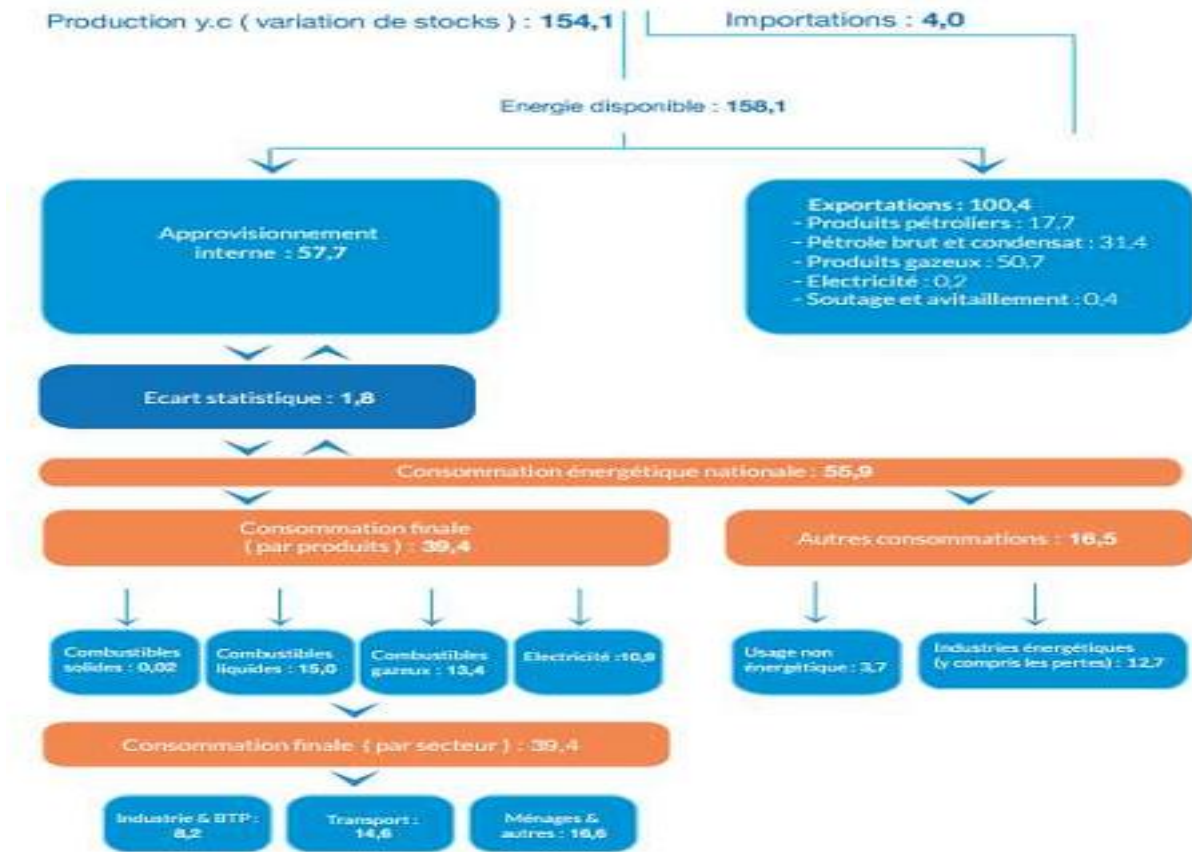 Production y.c ( variation de stocks ) : 154,1
Importations : 4,0
Energie disponible : 158,1
Approvisionnement
interne : 57,7
Exportations : 100,4
- Produits pétroliers : 17,7
- Pétrole brut et condensat : 31,4
- Produits gazeux : 50,7
- Electricité : 0,2
- Soutage et avitaillement : 0,4
Ecart statistique : 1,8
Consommation énergétique nationale : 55,9
Consommation finale
( par produits ) : 39,4
Autres consommations : 16,5
Combustibles
solides : 0,02
Combustibles
liquides : 15,0
Combustibles
gazeux : 13,4
Electricité :10,9
Usage non
énergétique : 3,7
Industries énergétiques
(y compris les pertes) : 12,7
Consommation finale ( par secteur ) : 39,4
Industrie & BTP :
8,2
Transport :
14,6
Ménages &
autres : 16,6